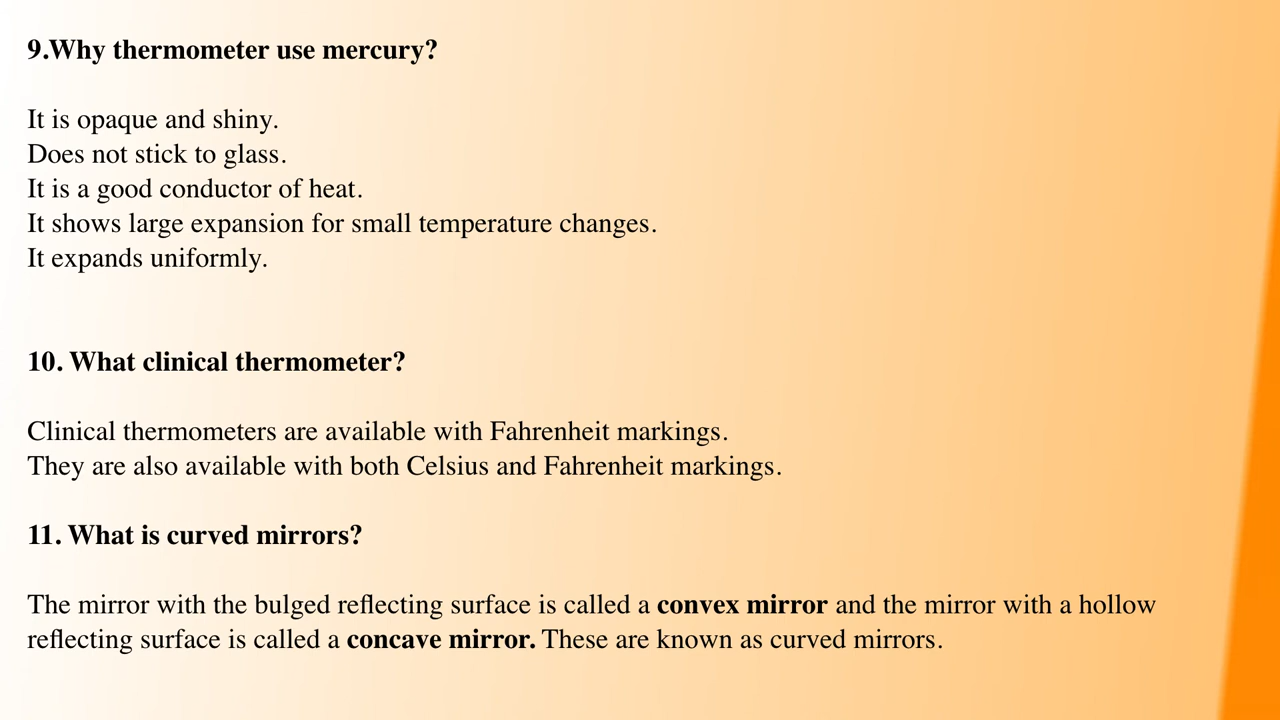 9.Why thermometer use mercury?
It is opaque and shiny.
Does not stick to glass.
It is a good conductor of heat.
It shows large expansion for small temperature changes.
It expands uniformly.
10. What clinical thermometer?
Clinical thermometers are available with Fahrenheit markings.
They are also available with both Celsius and Fahrenheit markings.
11. What is curved mirrors?
The mirror with the bulged reflecting surface is called a convex mirror and the mirror with a hollow
reflecting surface is called a concave mirror. These are known as curved mirrors.